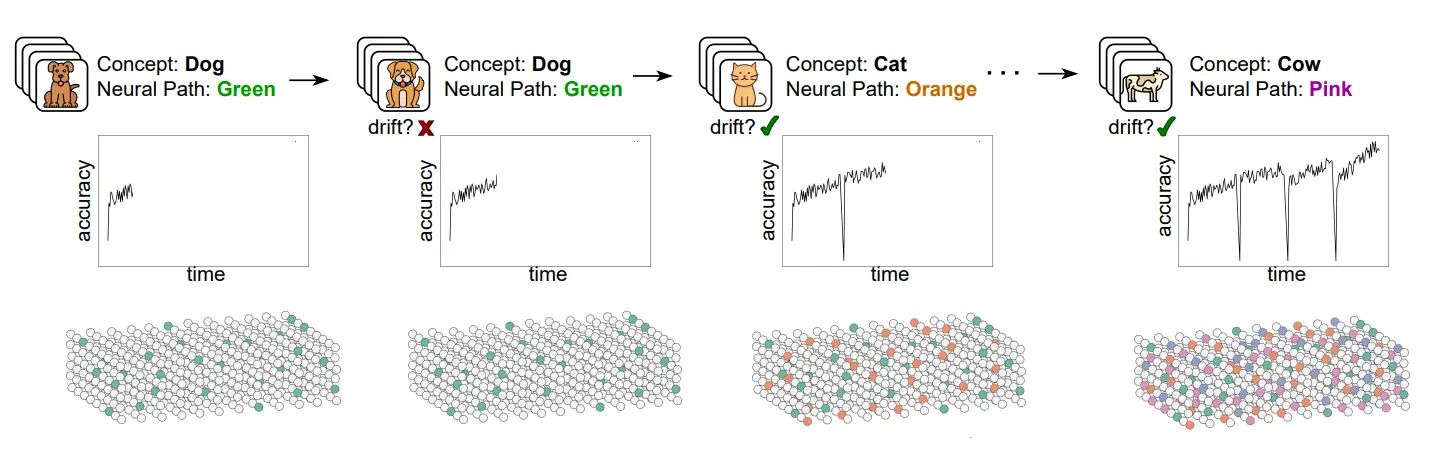 Concept: Dog
Neural Path: Green
accuracy
time
Concept: Dog
Neural Path: Green
drift? X
accuracy
time
Concept: Cat
Neural Path: Orange
drift? ✓
accuracy
time
. . .
Concept: Cow
Neural Path: Pink
drift? ✓
accuracy
time